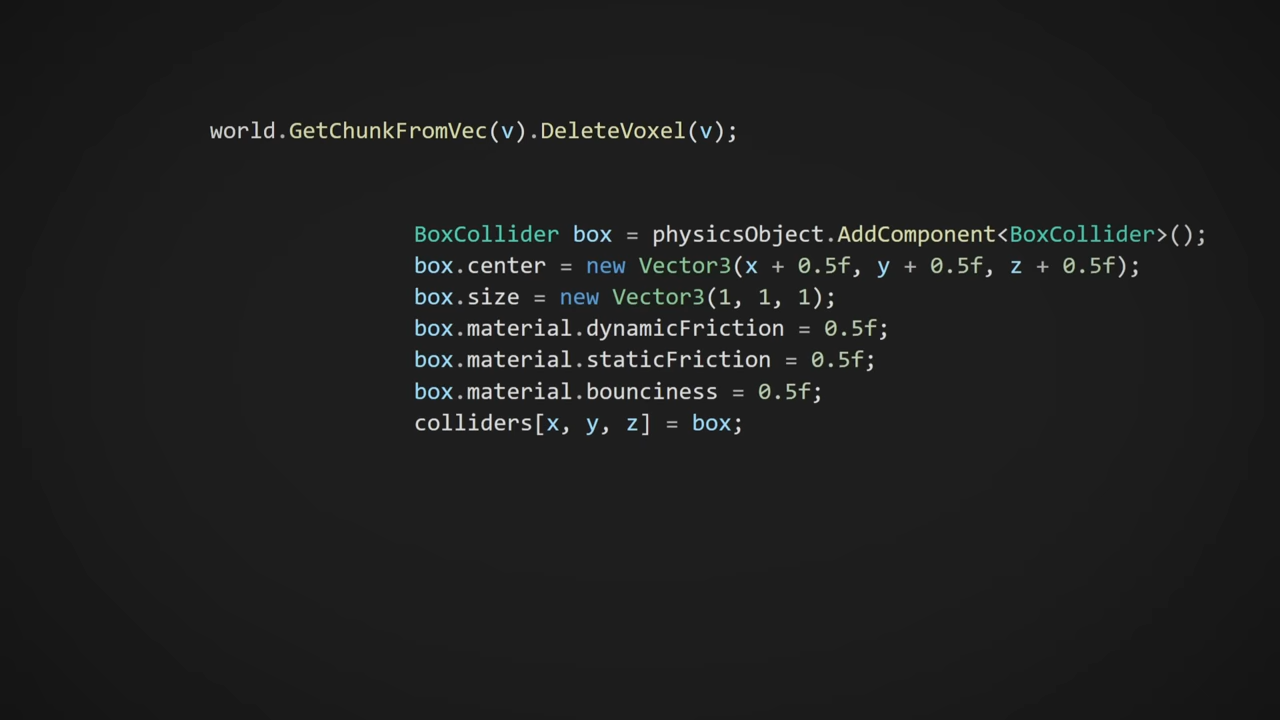 world.GetChunkFromVec(v).DeleteVoxel(v);
BoxCollider box = physicsObject.AddComponent<BoxCollider>();
box.center = new Vector3(x + 0.5f, y + 0.5f, z + 0.5f);
box.size = new Vector3(1, 1, 1);
box.material.dynamicFriction = 0.5f;
box.material.staticFriction = 0.5f;
box.material.bounciness = 0.5f;
colliders[x, y, z] = box;